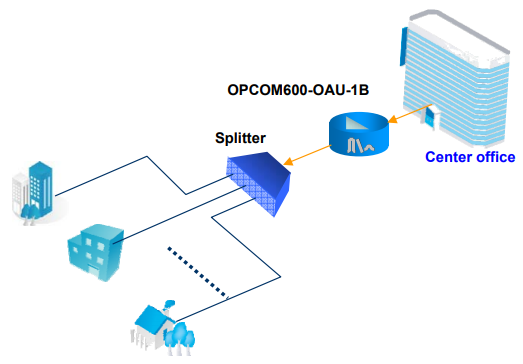 OPCOM600-OAU-1B
Splitter
Center office